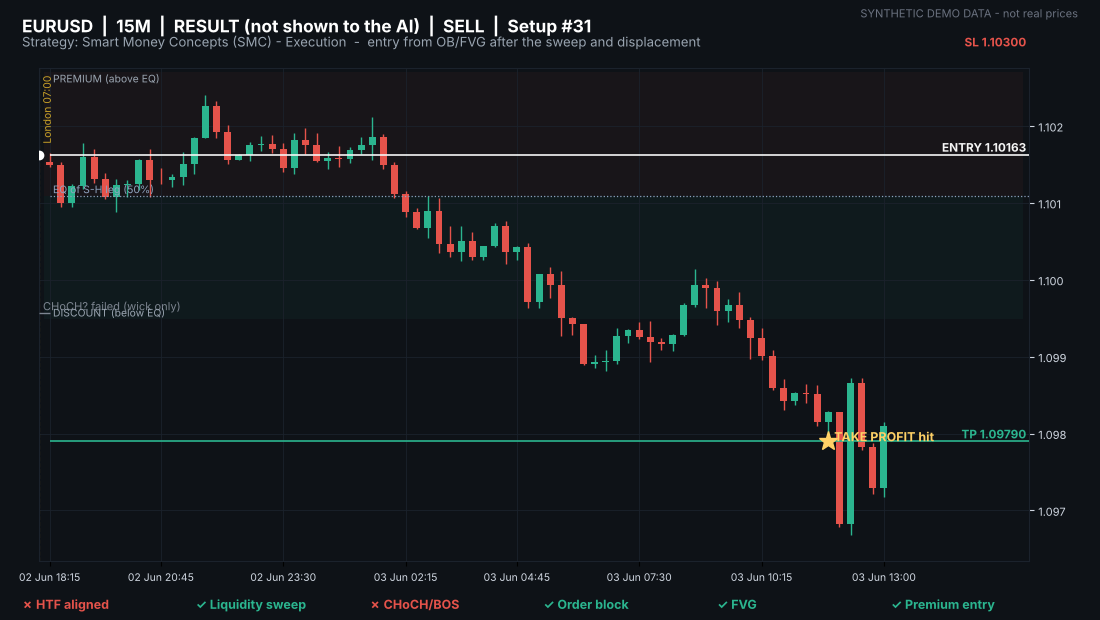 SYNTHETIC DEMO DATA - not real prices
EURUSD | 15M | RESULT (not shown to the AI) | SELL | Setup #31
Strategy: Smart Money Concepts (SMC) - Execution - entry from OB/FVG after the sweep and displacement
SL 1.10300
London 07:00
PREMIUM (above EQ)
1.102
ENTRY 1.10163
EQ of S-H leg (50%)
1.101
1.100
CHoCH? failed (wick only)
DISCOUNT (below EQ)
1.099
TAKE PROFIT hit
TP 1.09790
1.098
1.097
02 Jun 18:15
02 Jun 20:45
02 Jun 23:30
03 Jun 02:15
03 Jun 04:45
03 Jun 07:30
03 Jun 10:15
03 Jun 13:00
× HTF aligned
✓ Liquidity sweep
× CHoCH/BOS
✓ Order block
✓ FVG
✓ Premium entry